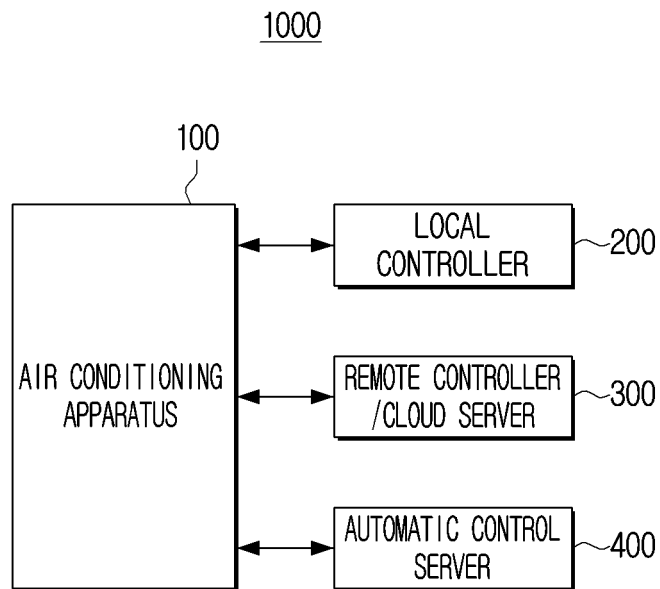 1000
100
AIR CONDITIONING
APPARATUS
LOCAL
CONTROLLER
200
REMOTE CONTROLLER
/CLOUD SERVER
300
AUTOMATIC CONTROL
SERVER
400